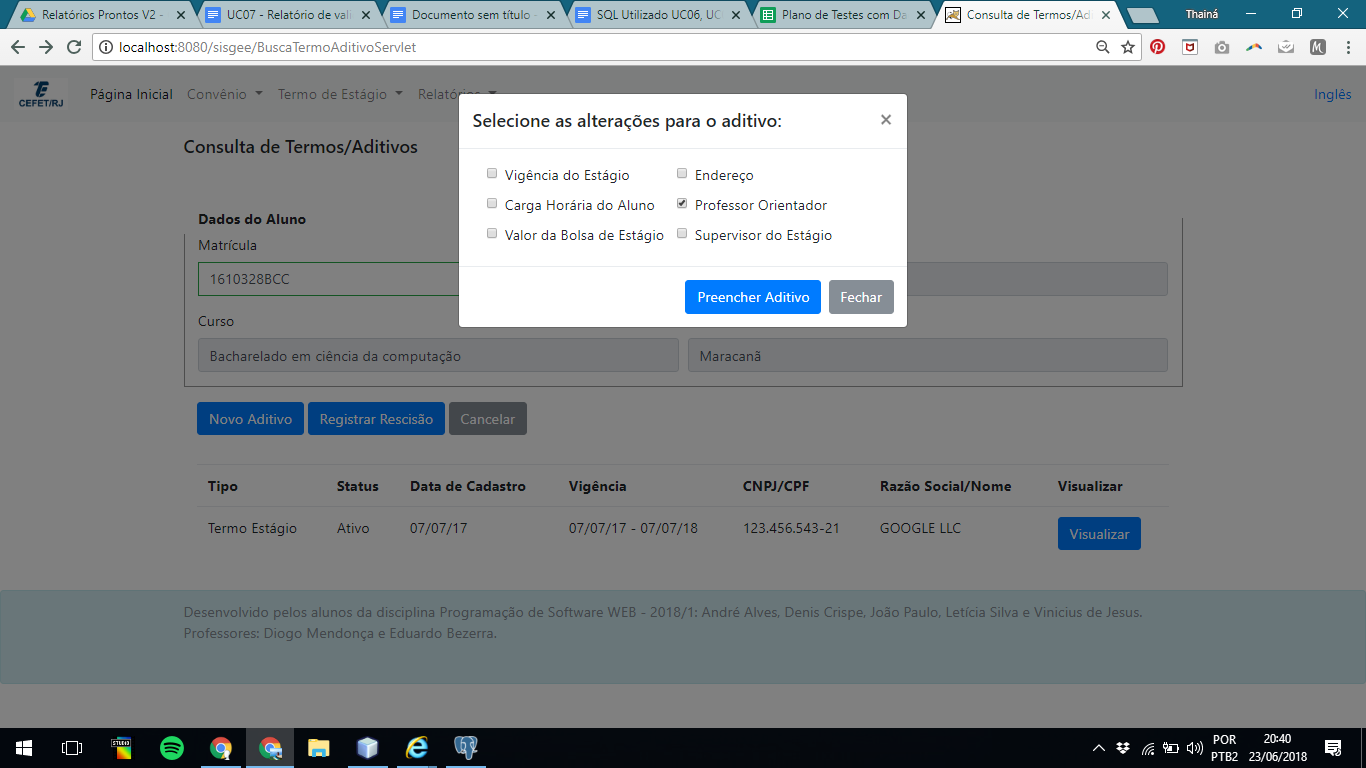 Relatórios Prontos V2 -
UC07 - Relatório de vali
Documento sem título -
SQL Utilizado UC06, UC
Plano de Testes com Da
Consulta de Termos/Adi
Thainá
localhost:8080/sisgee/BuscaTermoAditivoServlet
CEFET/RJ
Página Inicial
Convênio
Termo de Estágio
Relatórios
Inglês
Selecione as alterações para o aditivo:
×
Vigência do Estágio
Endereço
Carga Horária do Aluno
Professor Orientador
Valor da Bolsa de Estágio
Supervisor do Estágio
Preencher Aditivo
Fechar
Consulta de Termos/Aditivos
Dados do Aluno
Matrícula
1610328BCC
Curso
Bacharelado em ciência da computação
Maracanã
Novo Aditivo
Registrar Rescisão
Cancelar
Tipo Status Data de Cadastro Vigência CNPJ/CPF Razão Social/Nome Visualizar
Termo Estágio Ativo 07/07/17 07/07/17 - 07/07/18 123.456.543-21 GOOGLE LLC Visualizar
Desenvolvido pelos alunos da disciplina Programação de Software WEB - 2018/1: André Alves, Denis Crispe, João Paulo, Letícia Silva e Vinicius de Jesus.
Professores: Diogo Mendonça e Eduardo Bezerra.
STUDIO
POR
PTB2
20:40
23/06/2018